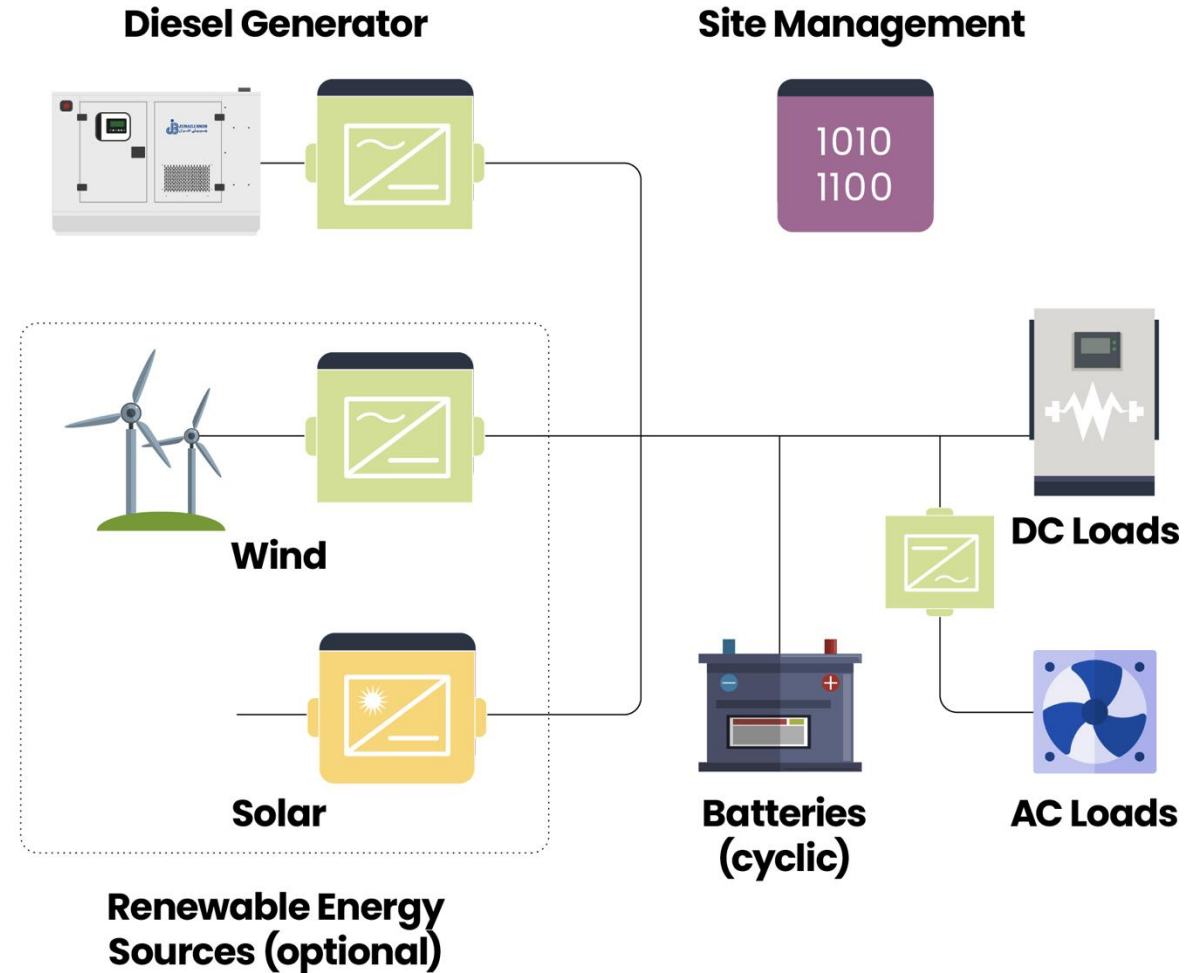 Diesel Generator
Site Management
1010
1100
Wind
DC Loads
Solar
Batteries
(cyclic)
AC Loads
Renewable Energy
Sources (optional)